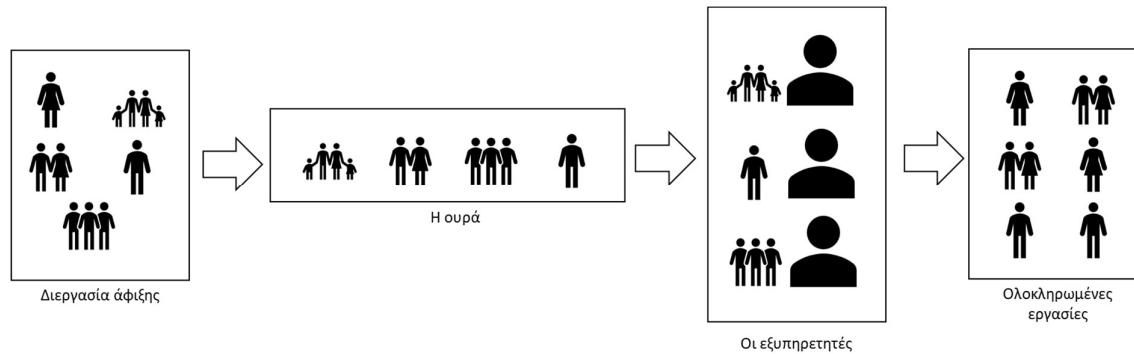 Διεργασία άφιξης
Η ουρά
Οι εξυπηρετητές
Ολοκληρωμένες
εργασίες